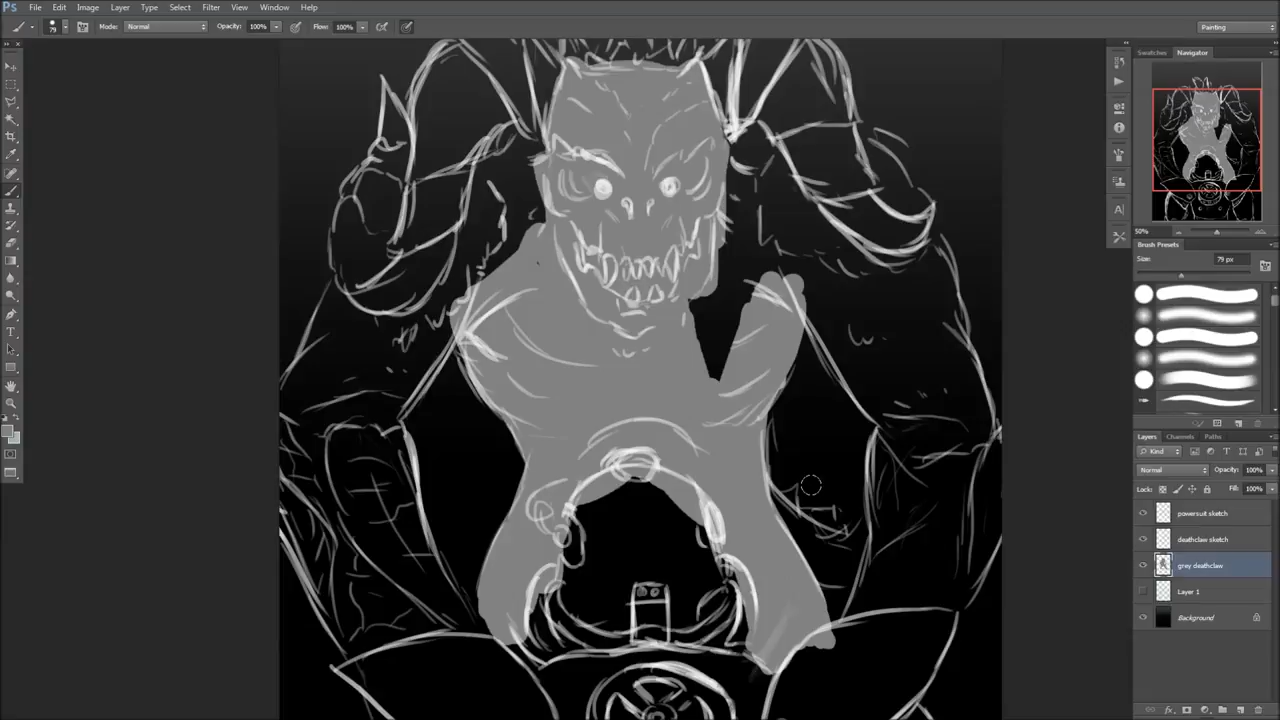 Ps File Edit Image Layer Type Select Filter View Window Help
79 Mode: Normal Opacity: 100% Flow: 100% Painting
Swatches Navigator
50%
Brush Presets
Size: 79 px
Layers Channels Paths
Kind
Normal Opacity: 100%
Lock: Fill: 100%
powersuit sketch
deathclaw sketch
grey deathclaw
Layer 1
Background